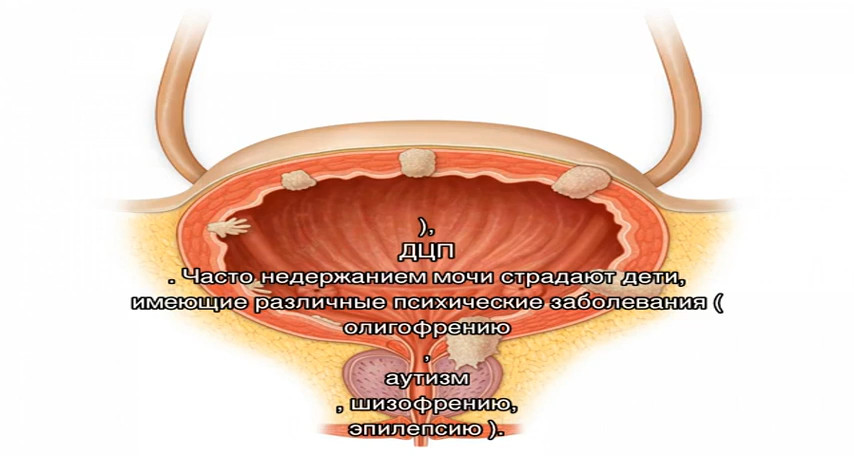 ),
ДЦП
. Часто недержанием мочи страдают дети,
имеющие различные психические заболевания (
олигофрению
,
аутизм
, шизофрению,
эпилепсию ).